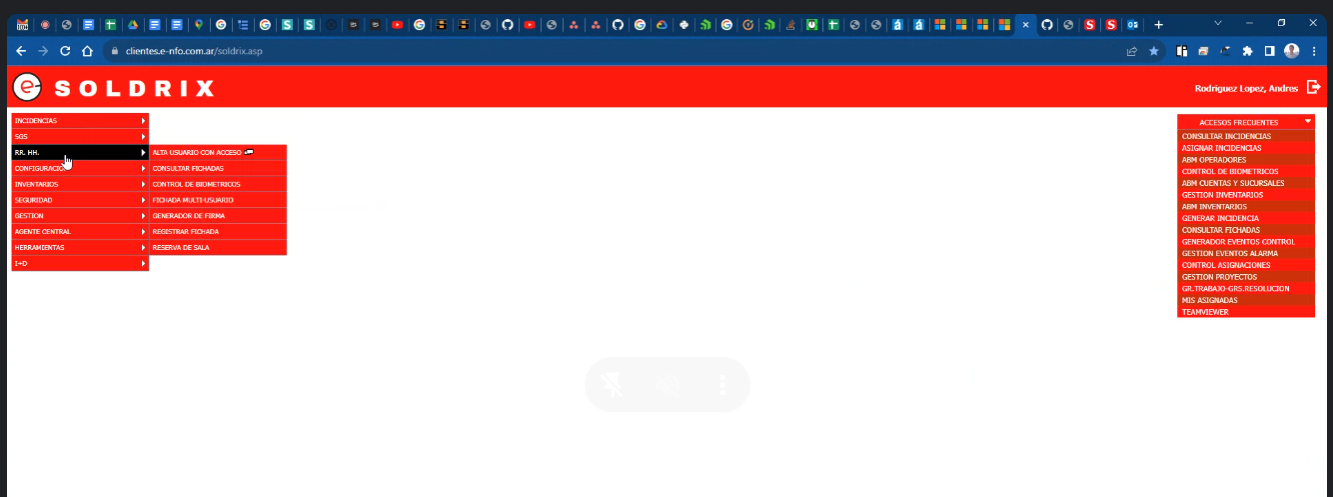 clientes.e-nfo.com.ar/soldrix.asp
e-
SOLDRIX
Rodriguez Lopez, Andres
INCIDENCIAS
SGS
RR. HH.
CONFIGURACION
INVENTARIOS
SEGURIDAD
GESTION
AGENTE CENTRAL
HERRAMIENTAS
I+D
ALTA USUARIO CON ACCESO
CONSULTAR FICHADAS
CONTROL DE BIOMETRICOS
FICHADA MULTI-USUARIO
GENERADOR DE FIRMA
REGISTRAR FICHADA
RESERVA DE SALA
ACCESOS FRECUENTES
CONSULTAR INCIDENCIAS
ASIGNAR INCIDENCIAS
ABM OPERADORES
CONTROL DE BIOMETRICOS
ABM CUENTAS Y SUCURSALES
GESTION INVENTARIOS
ABM INVENTARIOS
GENERAR INCIDENCIA
CONSULTAR FICHADAS
GENERADOR EVENTOS CONTROL
GESTION EVENTOS ALARMA
CONTROL ASIGNACIONES
GESTION PROYECTOS
GR.TRABAJO-GRS.RESOLUCION
MIS ASIGNADAS
TEAMVIEWER